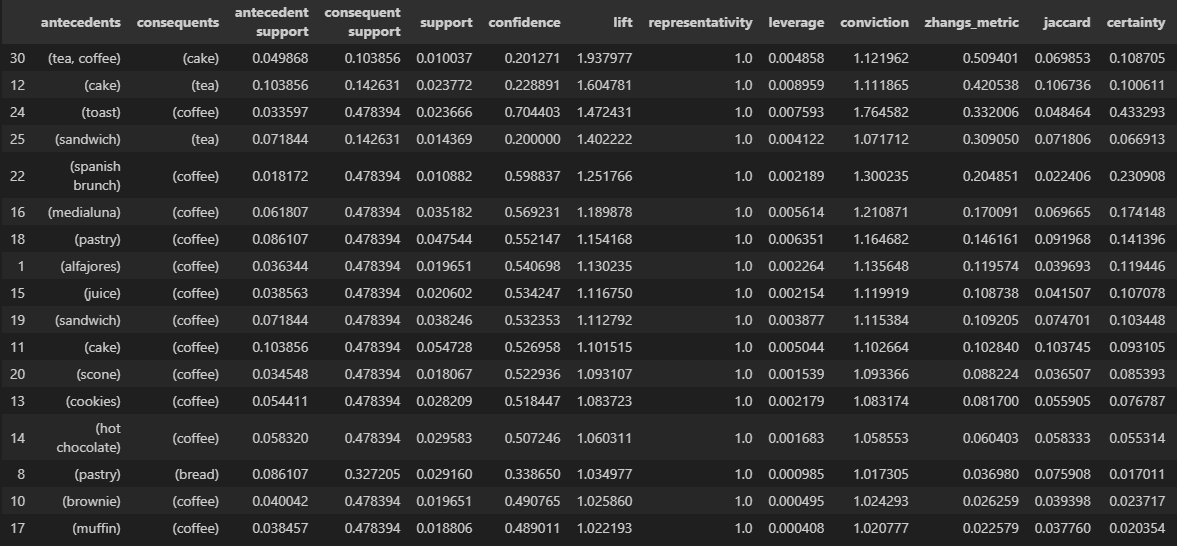 antecedents consequents antecedent support consequent support support confidence lift representativity leverage conviction zhangs_metric jaccard certainty
30 (tea, coffee) (cake) 0.049868 0.103856 0.010037 0.201271 1.937977 1.0 0.004858 1.121962 0.509401 0.069853 0.108705
12 (cake) (tea) 0.103856 0.142631 0.023772 0.228891 1.604781 1.0 0.008959 1.111865 0.420538 0.106736 0.100611
24 (toast) (coffee) 0.033597 0.478394 0.023666 0.704403 1.472431 1.0 0.007593 1.764582 0.332006 0.048464 0.433293
25 (sandwich) (tea) 0.071844 0.142631 0.014369 0.200000 1.402222 1.0 0.004122 1.071712 0.309050 0.071806 0.066913
22 (spanish brunch) (coffee) 0.018172 0.478394 0.010882 0.598837 1.251766 1.0 0.002189 1.300235 0.204851 0.022406 0.230908
16 (medialuna) (coffee) 0.061807 0.478394 0.035182 0.569231 1.189878 1.0 0.005614 1.210871 0.170091 0.069665 0.174148
18 (pastry) (coffee) 0.086107 0.478394 0.047544 0.552147 1.154168 1.0 0.006351 1.164682 0.146161 0.091968 0.141396
1 (alfajores) (coffee) 0.036344 0.478394 0.019651 0.540698 1.130235 1.0 0.002264 1.135648 0.119574 0.039693 0.119446
15 (juice) (coffee) 0.038563 0.478394 0.020602 0.534247 1.116750 1.0 0.002154 1.119919 0.108738 0.041507 0.107078
19 (sandwich) (coffee) 0.071844 0.478394 0.038246 0.532353 1.112792 1.0 0.003877 1.115384 0.109205 0.074701 0.103448
11 (cake) (coffee) 0.103856 0.478394 0.054728 0.526958 1.101515 1.0 0.005044 1.102664 0.102840 0.103745 0.093105
20 (scone) (coffee) 0.034548 0.478394 0.018067 0.522936 1.093107 1.0 0.001539 1.093366 0.088224 0.036507 0.085393
13 (cookies) (coffee) 0.054411 0.478394 0.028209 0.518447 1.083723 1.0 0.002179 1.083174 0.081700 0.055905 0.076787
14 (hot chocolate) (coffee) 0.058320 0.478394 0.029583 0.507246 1.060311 1.0 0.001683 1.058553 0.060403 0.058333 0.055314
8 (pastry) (bread) 0.086107 0.327205 0.029160 0.338650 1.034977 1.0 0.000985 1.017305 0.036980 0.075908 0.017011
10 (brownie) (coffee) 0.040042 0.478394 0.019651 0.490765 1.025860 1.0 0.000495 1.024293 0.026259 0.039398 0.023717
17 (muffin) (coffee) 0.038457 0.478394 0.018806 0.489011 1.022193 1.0 0.000408 1.020777 0.022579 0.037760 0.020354